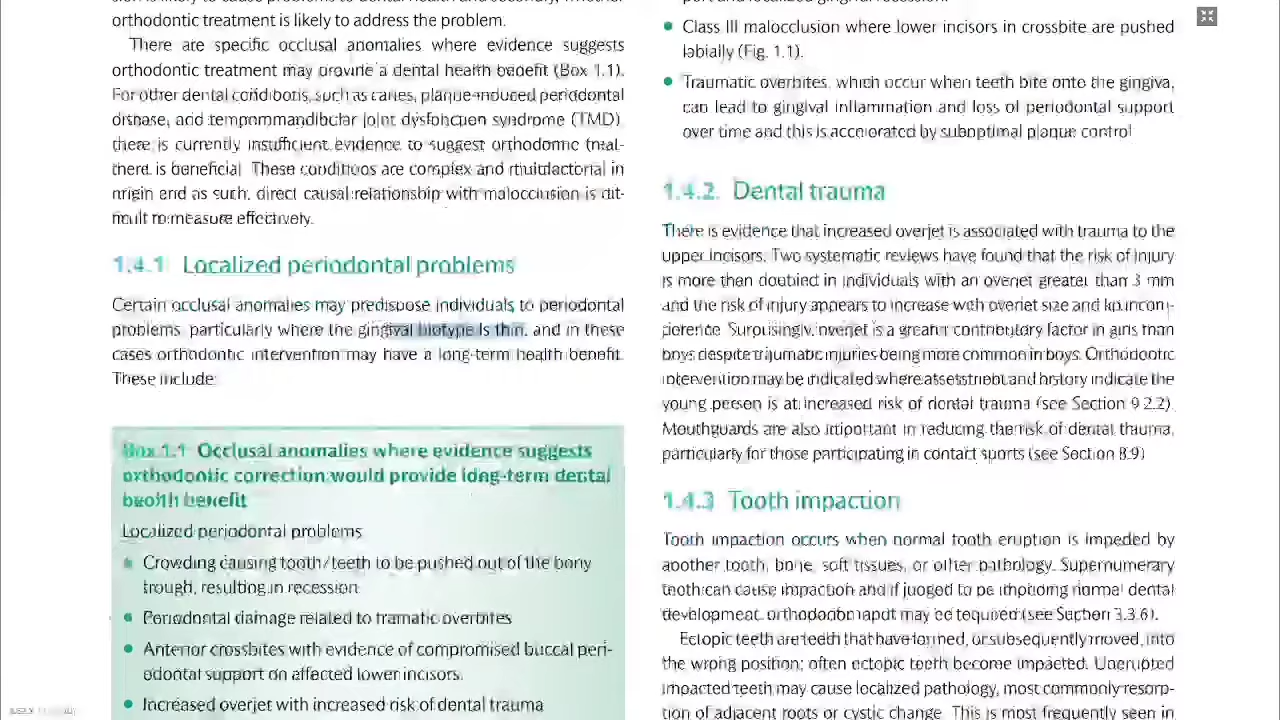 orthodontic treatment is likely to address the problem.
There are specific occlusal anomalies where evidence suggests
orthodontic treatment may provide a dental health benefit (Box 1.1).
For other dental conditions, such as caries, plaque-induced periodontal
disease, and temporomandibular joint dysfunction syndrome (TMD),
there is currently insufficient evidence to suggest orthodontic treat-
there is beneficial. These conditions are complex and multifactorial in
origin and as such, direct causal relationship with malocclusion is dif-
ficult to measure effectively.
1.4.1 Localized periodontal problems
Certain occlusal anomalies may predispose individuals to periodontal
problems, particularly where the gingival biotype is thin, and in these
cases orthodontic intervention may have a long-term health benefit.
These include:
Box 1.1 Occlusal anomalies where evidence suggests
orthodontic correction would provide long-term dental
health benefit
Localized periodontal problems
Crowding causing tooth/teeth to be pushed out of the bony
trough, resulting in recession
Periodontal damage related to tramatic overbites
Anterior crossbites with evidence of compromised buccal peri-
odontal support on affected lower incisors.
Increased overjet with increased risk of dental trauma
Class III malocclusion where lower incisors in crossbite are pushed
labially (Fig. 1.1).
Traumatic overbites, which occur when teeth bite onto the gingiva,
can lead to gingival inflammation and loss of periodontal support
over time and this is accelerated by suboptimal plaque control
1.4.2. Dental trauma
There is evidence that increased overjet is associated with trauma to the
upper incisors. Two systematic reviews have found that the risk of injury
is more than doubled in individuals with an overjet greater than 3 mm
and the risk of injury appears to increase with overjet size and lip incom-
petence. Surprisingly, overjet is a greater contributory factor in girls than
boys despite traumatic injuries being more common in boys. Orthodontic
intervention may be indicated where assessment and history indicate the
young person is at increased risk of dental trauma (see Section 9.2.2).
Mouthguards are also important in reducing the risk of dental trauma,
particularly for those participating in contact sports (see Section 8.9)
1.4.3 Tooth impaction
Tooth impaction occurs when normal tooth eruption is impeded by
another tooth, bone, soft tissues, or other pathology. Supernumerary
teeth can cause impaction and if judged to be impeding normal dental
development, orthodontic input may be required (see Section 3.3.6).
Ectopic teeth are teeth that have formed, or subsequently moved, into
the wrong position; often ectopic teeth become impacted. Unerupted
impacted teeth may cause localized pathology, most commonly resorp-
tion of adjacent roots or cystic change. This is most frequently seen in